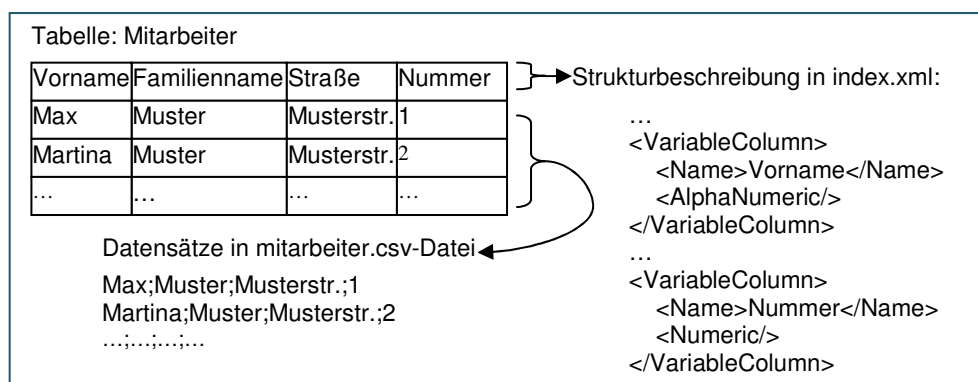 Tabelle: Mitarbeiter
Vorname Familienname Straße Nummer
Max Muster Musterstr. 1
Martina Muster Musterstr. 2
… … … …
Datensätze in mitarbeiter.csv-Datei
Max;Muster;Musterstr.;1
Martina;Muster;Musterstr.;2
…;…;…;…
Strukturbeschreibung in index.xml:
…
<VariableColumn>
<Name>Vorname</Name>
<AlphaNumeric/>
</VariableColumn>
…
<VariableColumn>
<Name>Nummer</Name>
<Numeric/>
</VariableColumn>